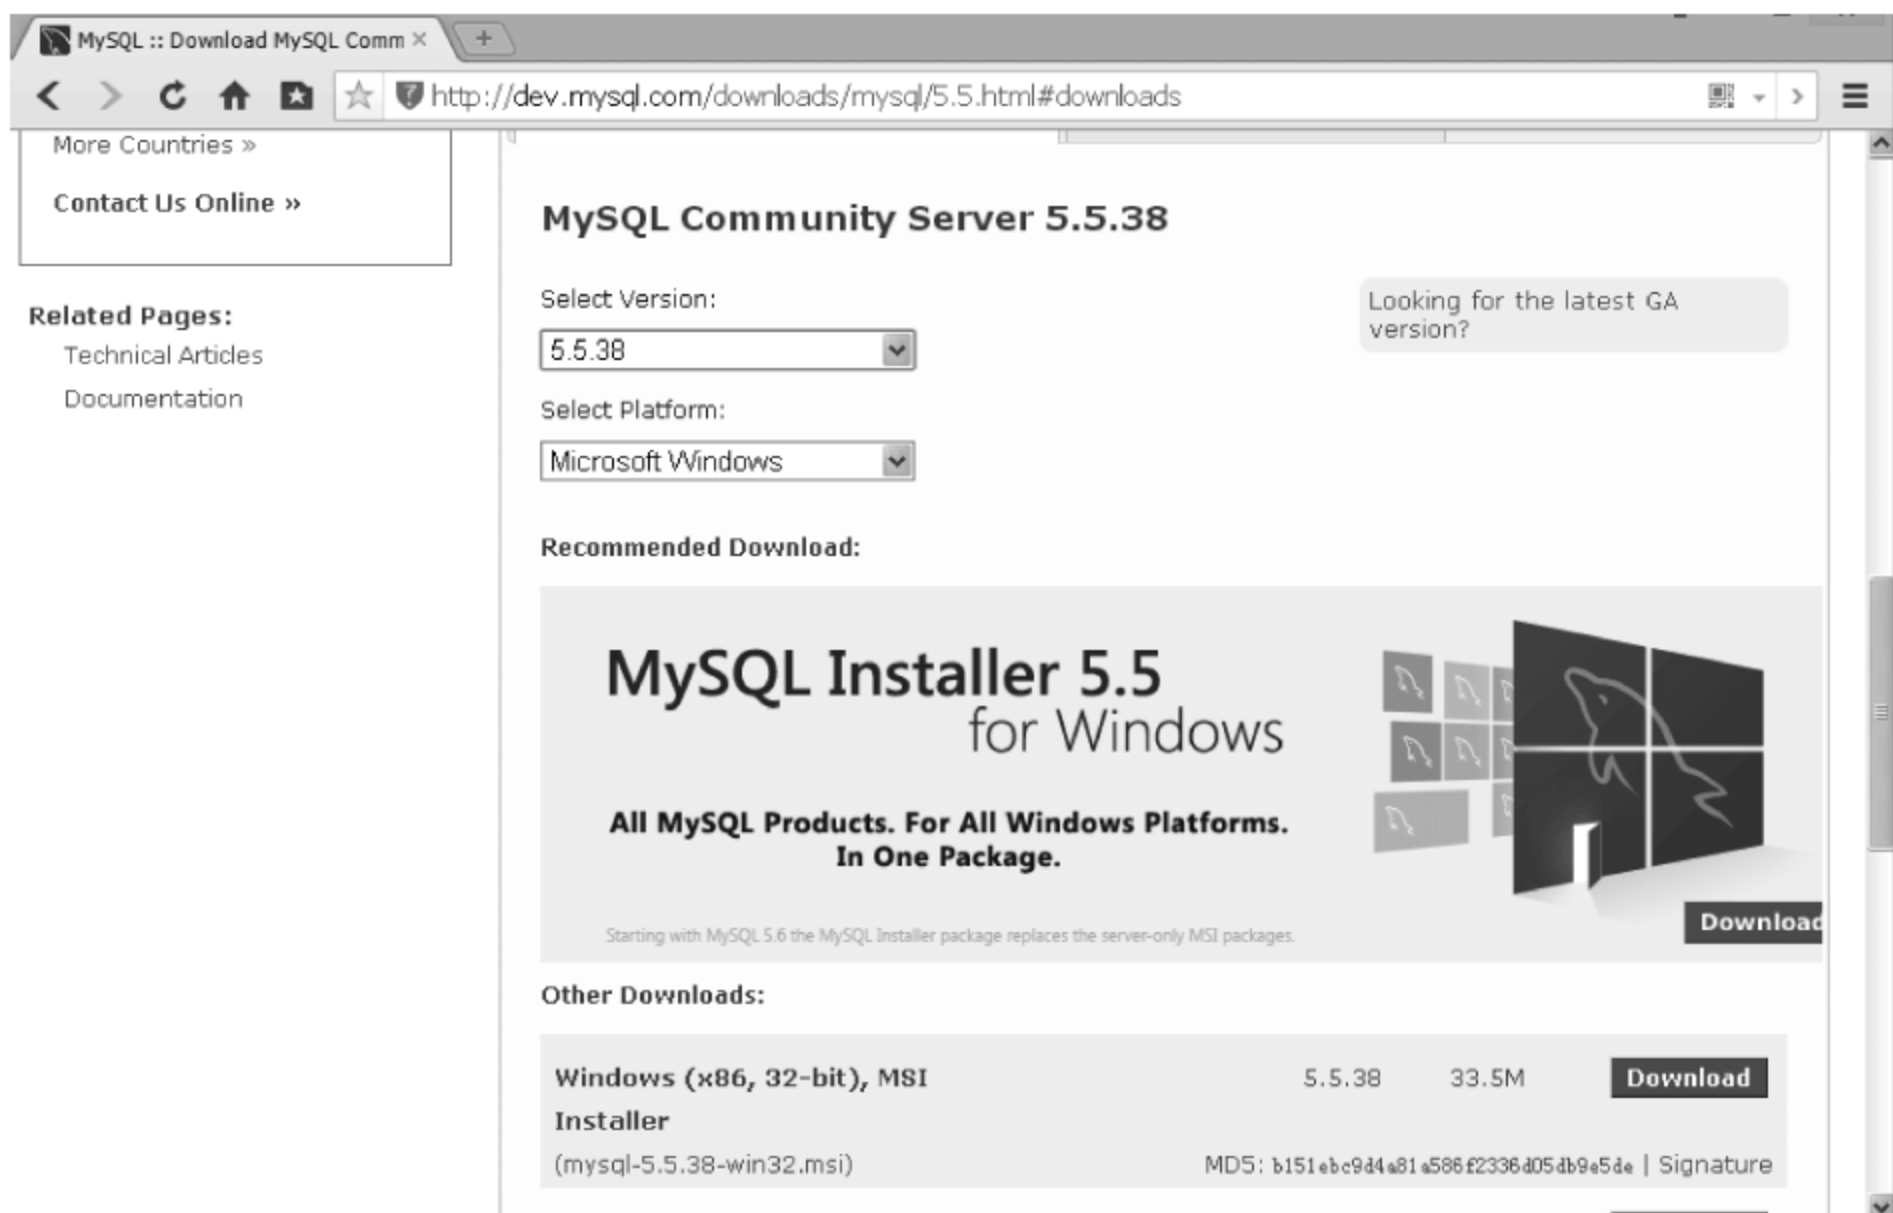 MySQL :: Download MySQL Comm
http://dev.mysql.com/downloads/mysql/5.5.html#downloads
More Countries »
Contact Us Online »
Related Pages:
Technical Articles
Documentation
MySQL Community Server 5.5.38
Select Version:
5.5.38
Looking for the latest GA
version?
Select Platform:
Microsoft Windows
Recommended Download:
MySQL Installer 5.5
for Windows
All MySQL Products. For All Windows Platforms.
In One Package.
Starting with MySQL 5.6 the MySQL Installer package replaces the server-only MSI packages.
Download
Other Downloads:
Windows (x86, 32-bit), MSI
Installer
5.5.38 33.5M Download
(mysql-5.5.38-win32.msi)
MD5: b151ebc9d4a81a586f2336d05db9e5de | Signature